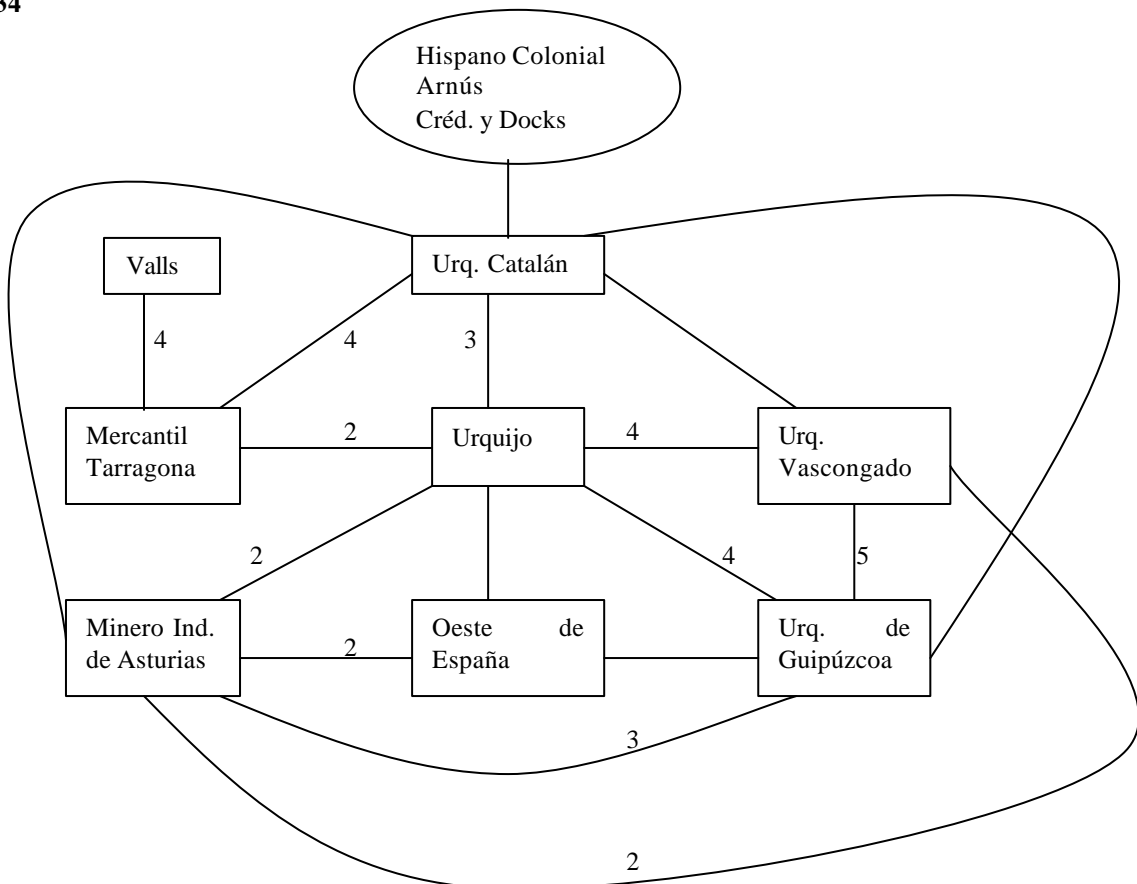 34
Hispano Colonial
Arnús
Créd. y Docks
Valls
Urq. Catalán
4
4
3
Mercantil
Tarragona
2
Urquijo
4
Urq.
Vascongado
2
4
5
Minero Ind.
de Asturias
2
Oeste de
España
Urq. de
Guipúzcoa
3
2